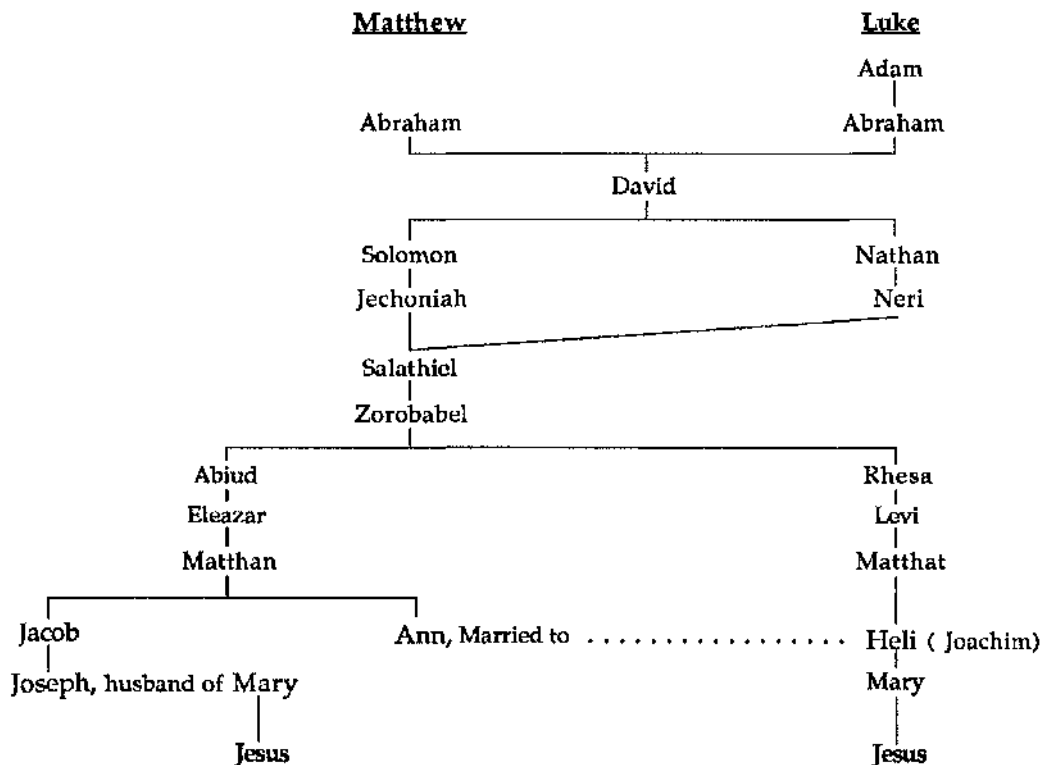 Matthew Luke
Adam
Abraham Abraham
David
Solomon Nathan
Jechoniah Neri
Salathiel
Zorobabel
Abiud Rhesa
Eleazar Levi
Matthan Matthat
Jacob Ann, Married to . . . . . . . . . . . . . Heli ( Joachim)
Joseph, husband of Mary Mary
Jesus Jesus